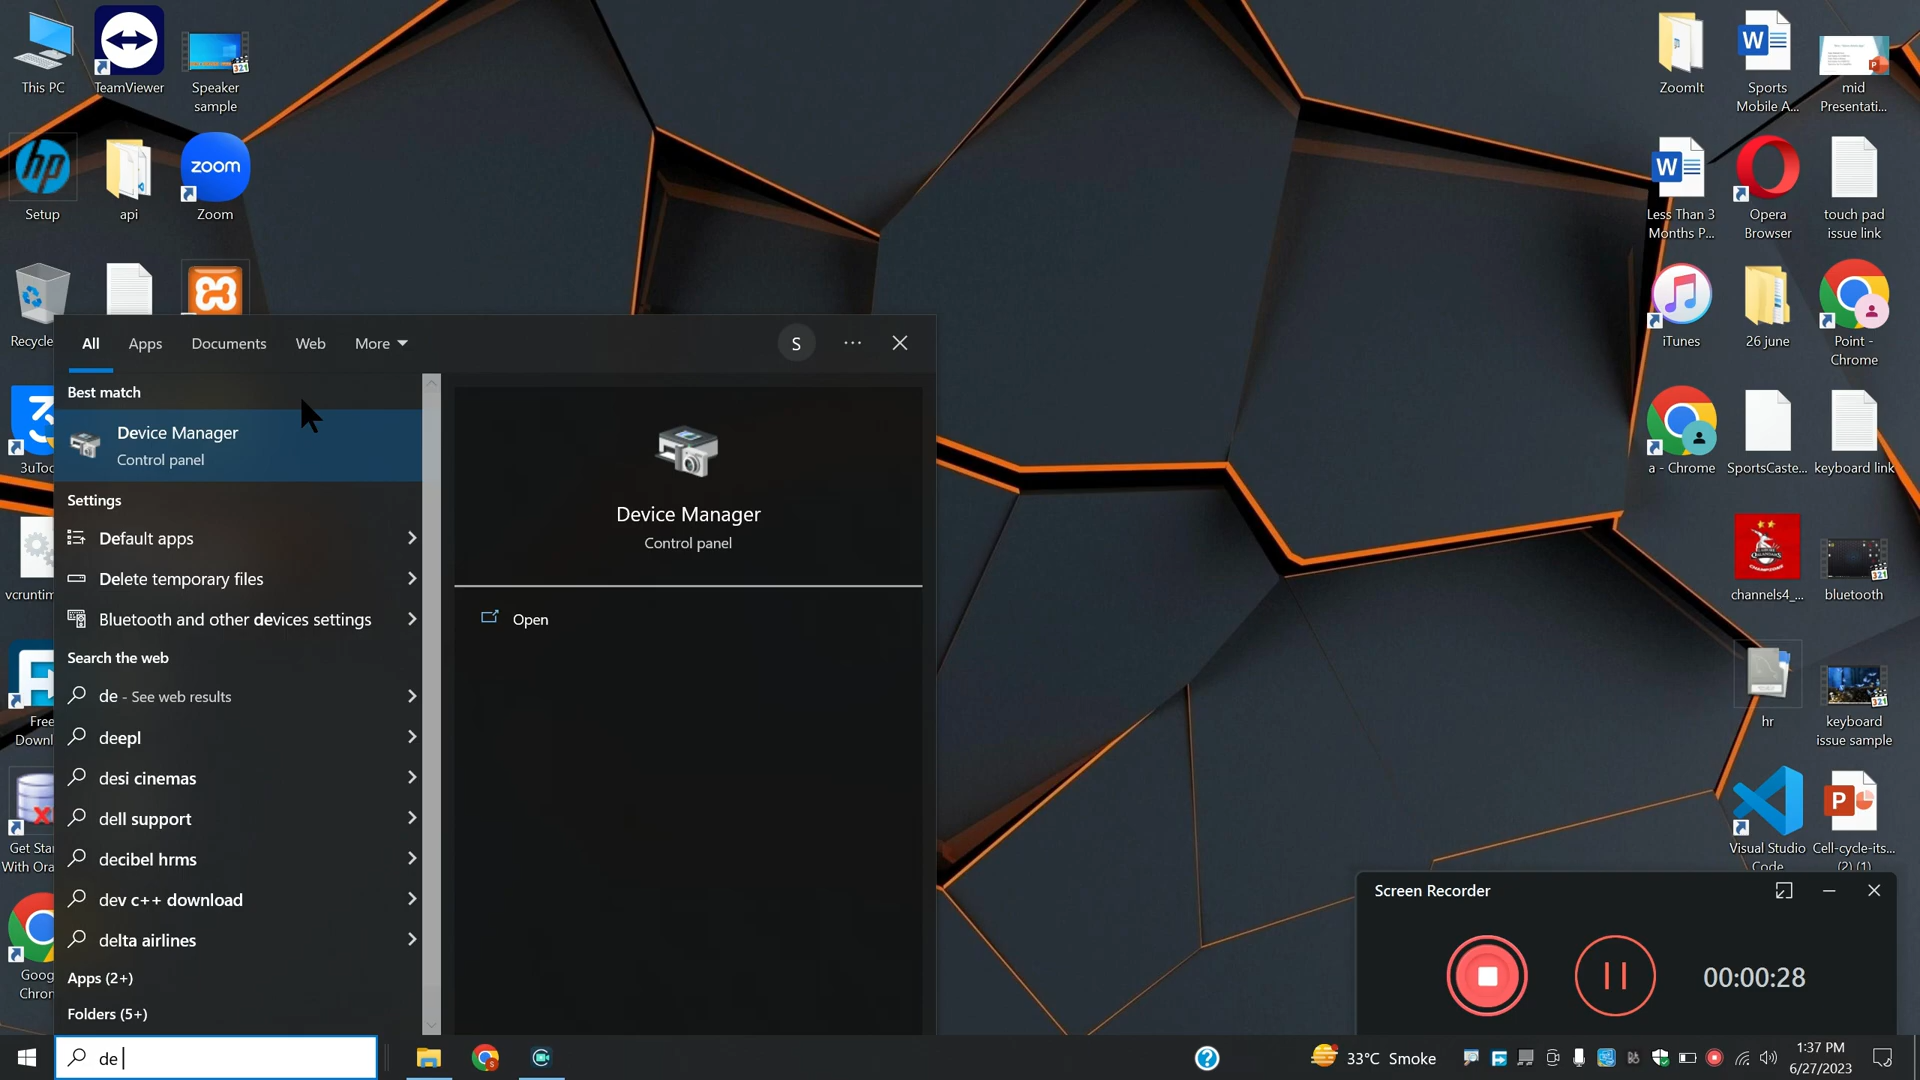 This PC
TeamViewer
Speaker
sample
hp
Setup
api
zoom
Zoom
Recycle
3uToo
vcruntim
Free
Downl
Get Sta
With Ora
Goog
Chron
ZoomIt
Sports
Mobile A...
mid
Presentati...
Less Than 3
Months P...
Opera
Browser
touch pad
issue link
iTunes
26 june
Point -
Chrome
a - Chrome
SportsCaste...
keyboard link
channels4_...
bluetooth
hr
keyboard
issue sample
Visual Studio
Code
Cell-cycle-its...
(2) (1)
All
Apps
Documents
Web
More
S
Best match
Device Manager
Control panel
Settings
Default apps
Delete temporary files
Bluetooth and other devices settings
Search the web
de - See web results
deepl
desi cinemas
dell support
decibel hrms
dev c++ download
delta airlines
Apps (2+)
Folders (5+)
Device Manager
Control panel
Open
Screen Recorder
00:00:28
de
33°C Smoke
1:37 PM
6/27/2023